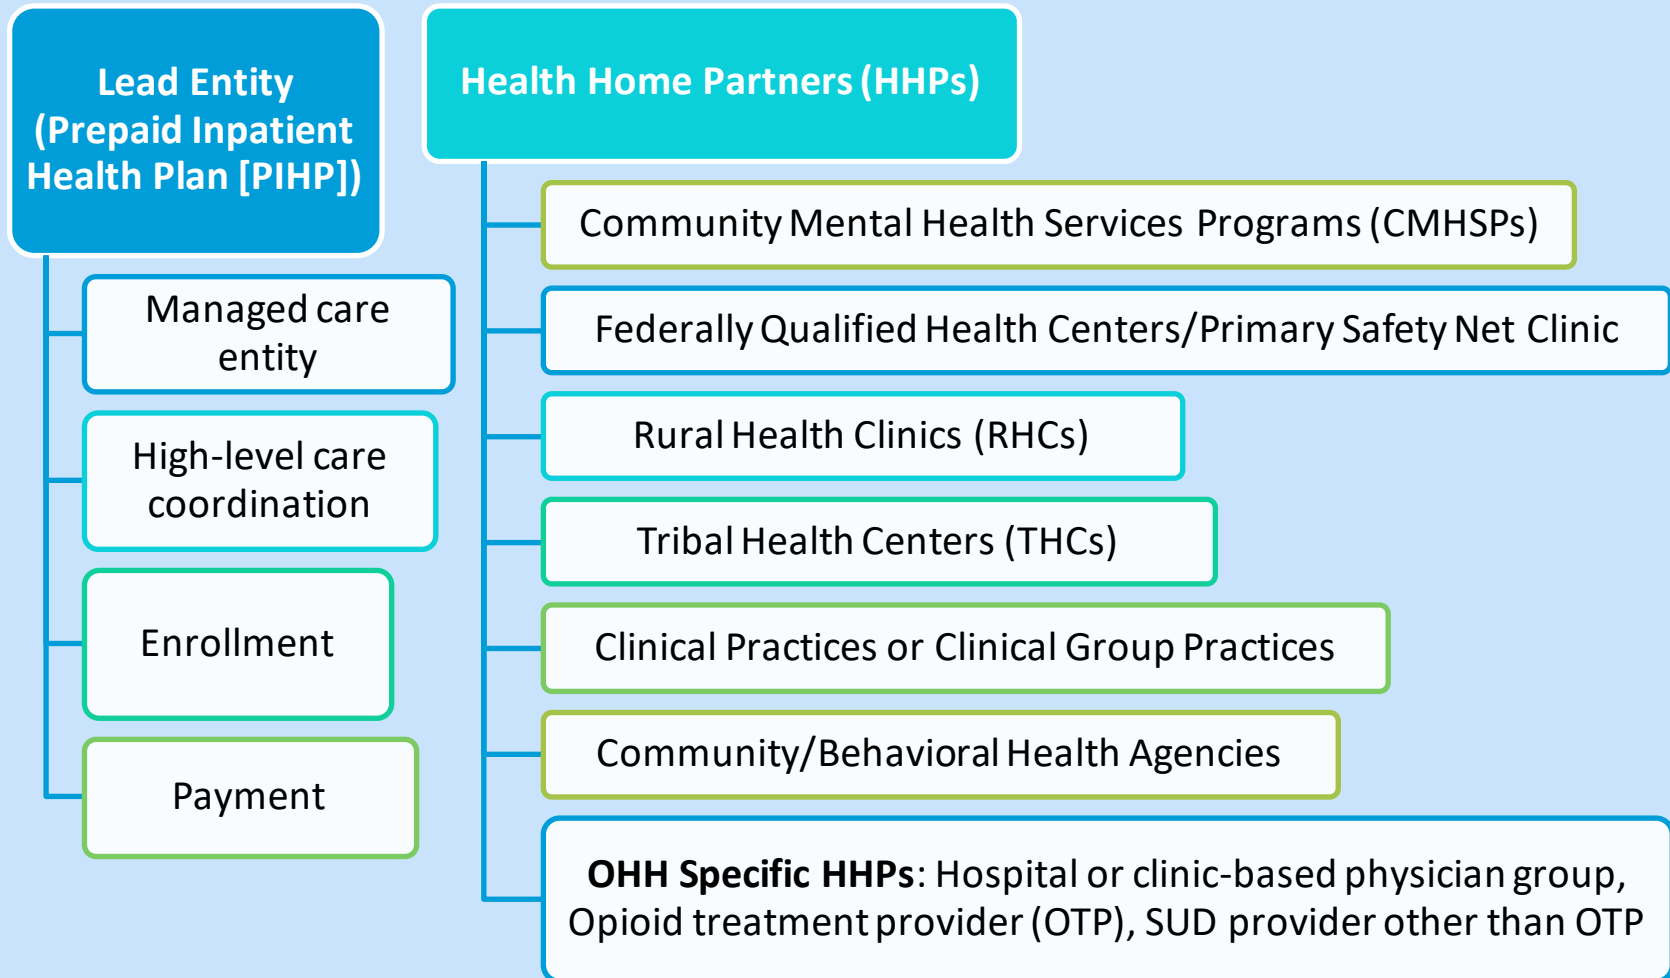 Lead Entity
(Prepaid Inpatient
Health Plan [PIHP])
Managed care
entity
High-level care
coordination
Enrollment
Payment
Health Home Partners (HHPs)
Community Mental Health Services Programs (CMHSPs)
Federally Qualified Health Centers/Primary Safety Net Clinic
Rural Health Clinics (RHCs)
Tribal Health Centers (THCs)
Clinical Practices or Clinical Group Practices
Community/Behavioral Health Agencies
OHH Specific HHPs: Hospital or clinic-based physician group,
Opioid treatment provider (OTP), SUD provider other than OTP